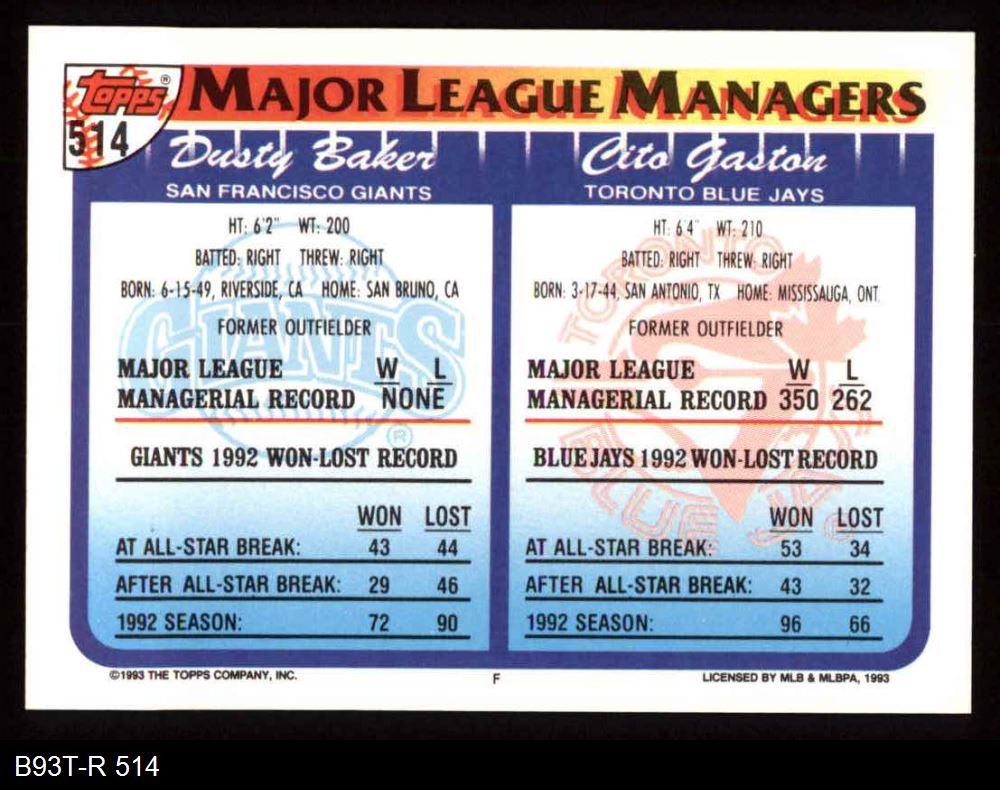 Topps®
514
MAJOR LEAGUE MANAGERS
Dusty Baker
SAN FRANCISCO GIANTS
HT: 6'2" WT: 200
BATTED: RIGHT THREW: RIGHT
BORN: 6-15-49, RIVERSIDE, CA HOME: SAN BRUNO, CA
FORMER OUTFIELDER
GIANTS
MAJOR LEAGUE W L
MANAGERIAL RECORD NONE
®
GIANTS 1992 WON-LOST RECORD
WON LOST
AT ALL-STAR BREAK: 43 44
AFTER ALL-STAR BREAK: 29 46
1992 SEASON: 72 90
Cito Gaston
TORONTO BLUE JAYS
HT: 6'4" WT: 210
BATTED: RIGHT THREW: RIGHT
BORN: 3-17-44, SAN ANTONIO, TX HOME: MISSISSAUGA, ONT.
FORMER OUTFIELDER
TORONTO
MAJOR LEAGUE W L
MANAGERIAL RECORD 350 262
BLUE JAYS 1992 WON-LOST RECORD
BLUE JAYS
WON LOST
AT ALL-STAR BREAK: 53 34
AFTER ALL-STAR BREAK: 43 32
1992 SEASON: 96 66
©1993 THE TOPPS COMPANY, INC.
F
LICENSED BY MLB & MLBPA, 1993
B93T-R 514